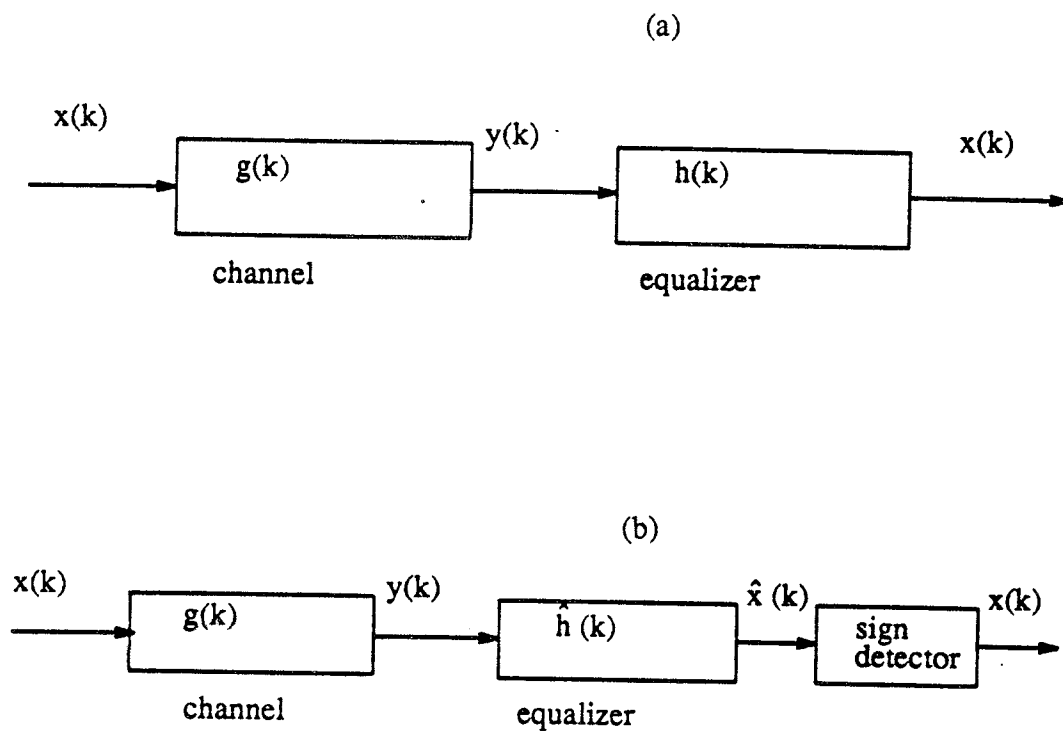 (a)
x(k)
g(k)
y(k)
h(k)
x(k)
channel
equalizer
(b)
x(k)
g(k)
y(k)
ĥ (k)
x̂ (k)
sign
detector
x(k)
channel
equalizer